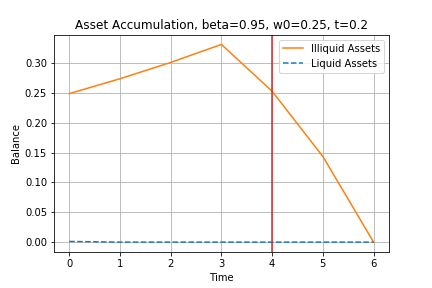 Asset Accumulation, beta=0.95, w0=0.25, t=0.2
Illiquid Assets
Liquid Assets
Balance
0.30
0.25
0.20
0.15
0.10
0.05
0.00
0 1 2 3 4 5 6
Time